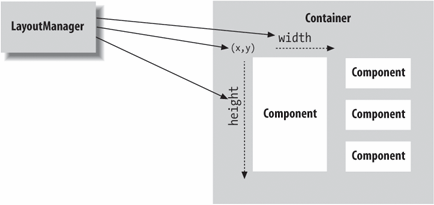 LayoutManager
Container
width
(x,y)
height
Component
Component
Component
Component